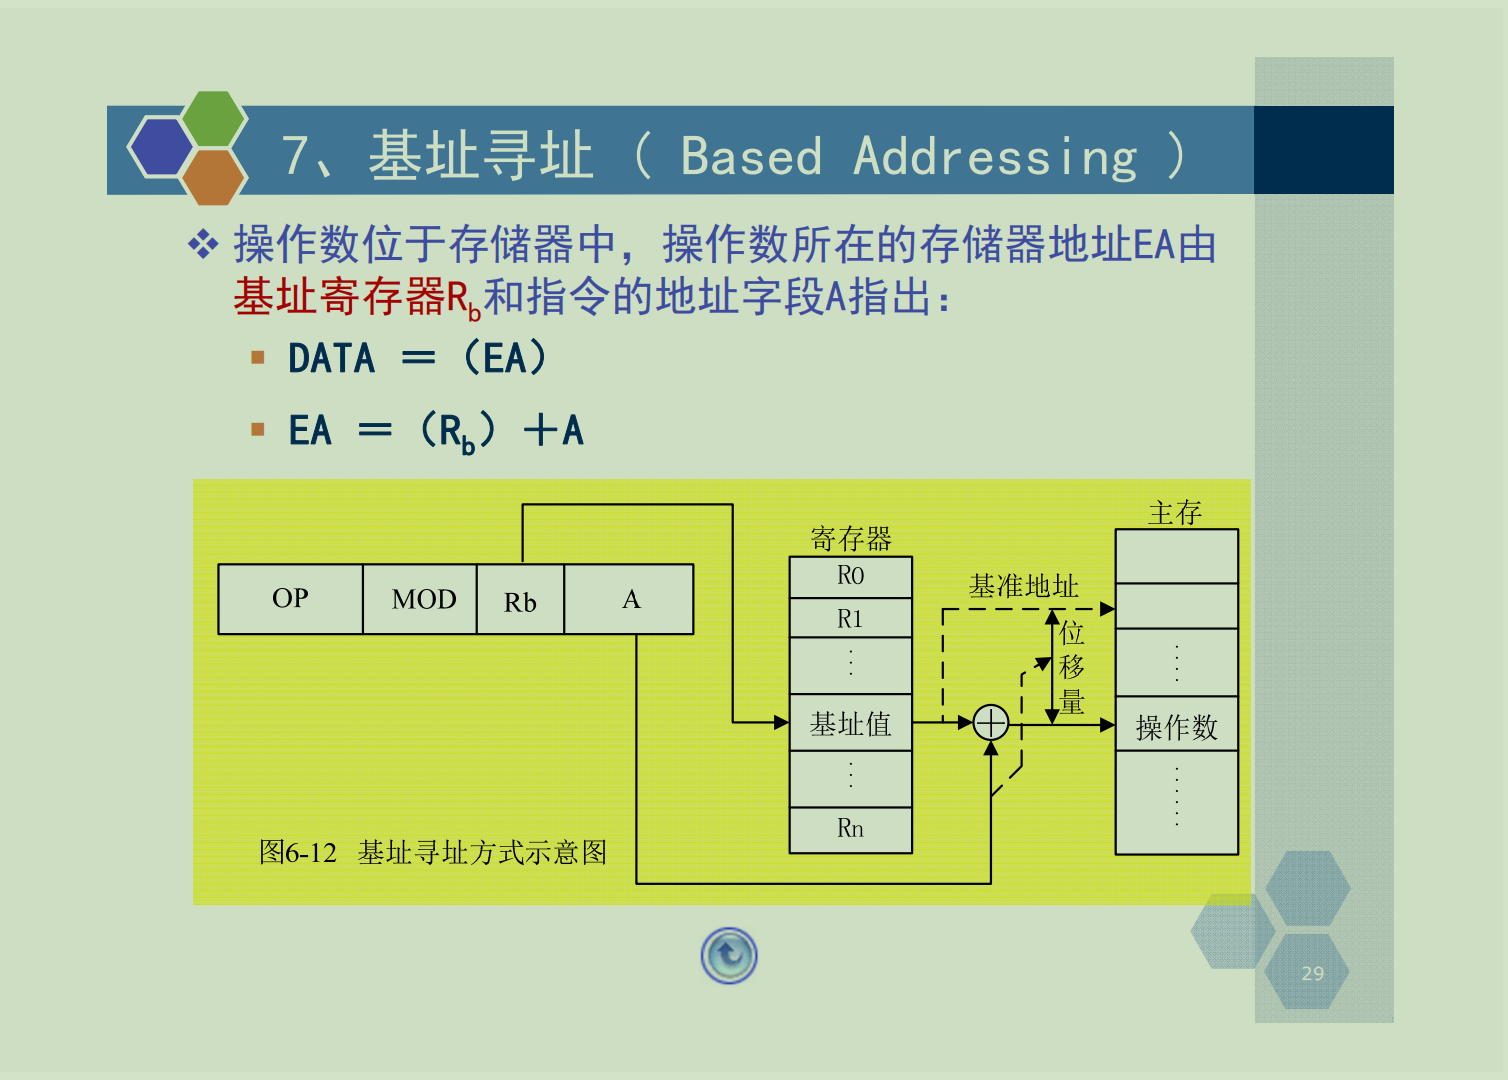 7、基址寻址 ( Based Addressing )
操作数位于存储器中，操作数所在的存储器地址EA由
基址寄存器Rb和指令的地址字段A指出：
DATA ＝（EA）
EA ＝（Rb）＋A
主存
寄存器
R0
基准地址
OP MOD Rb A
R1
位
移
量
基址值
操作数
Rn
图6-12 基址寻址方式示意图
29